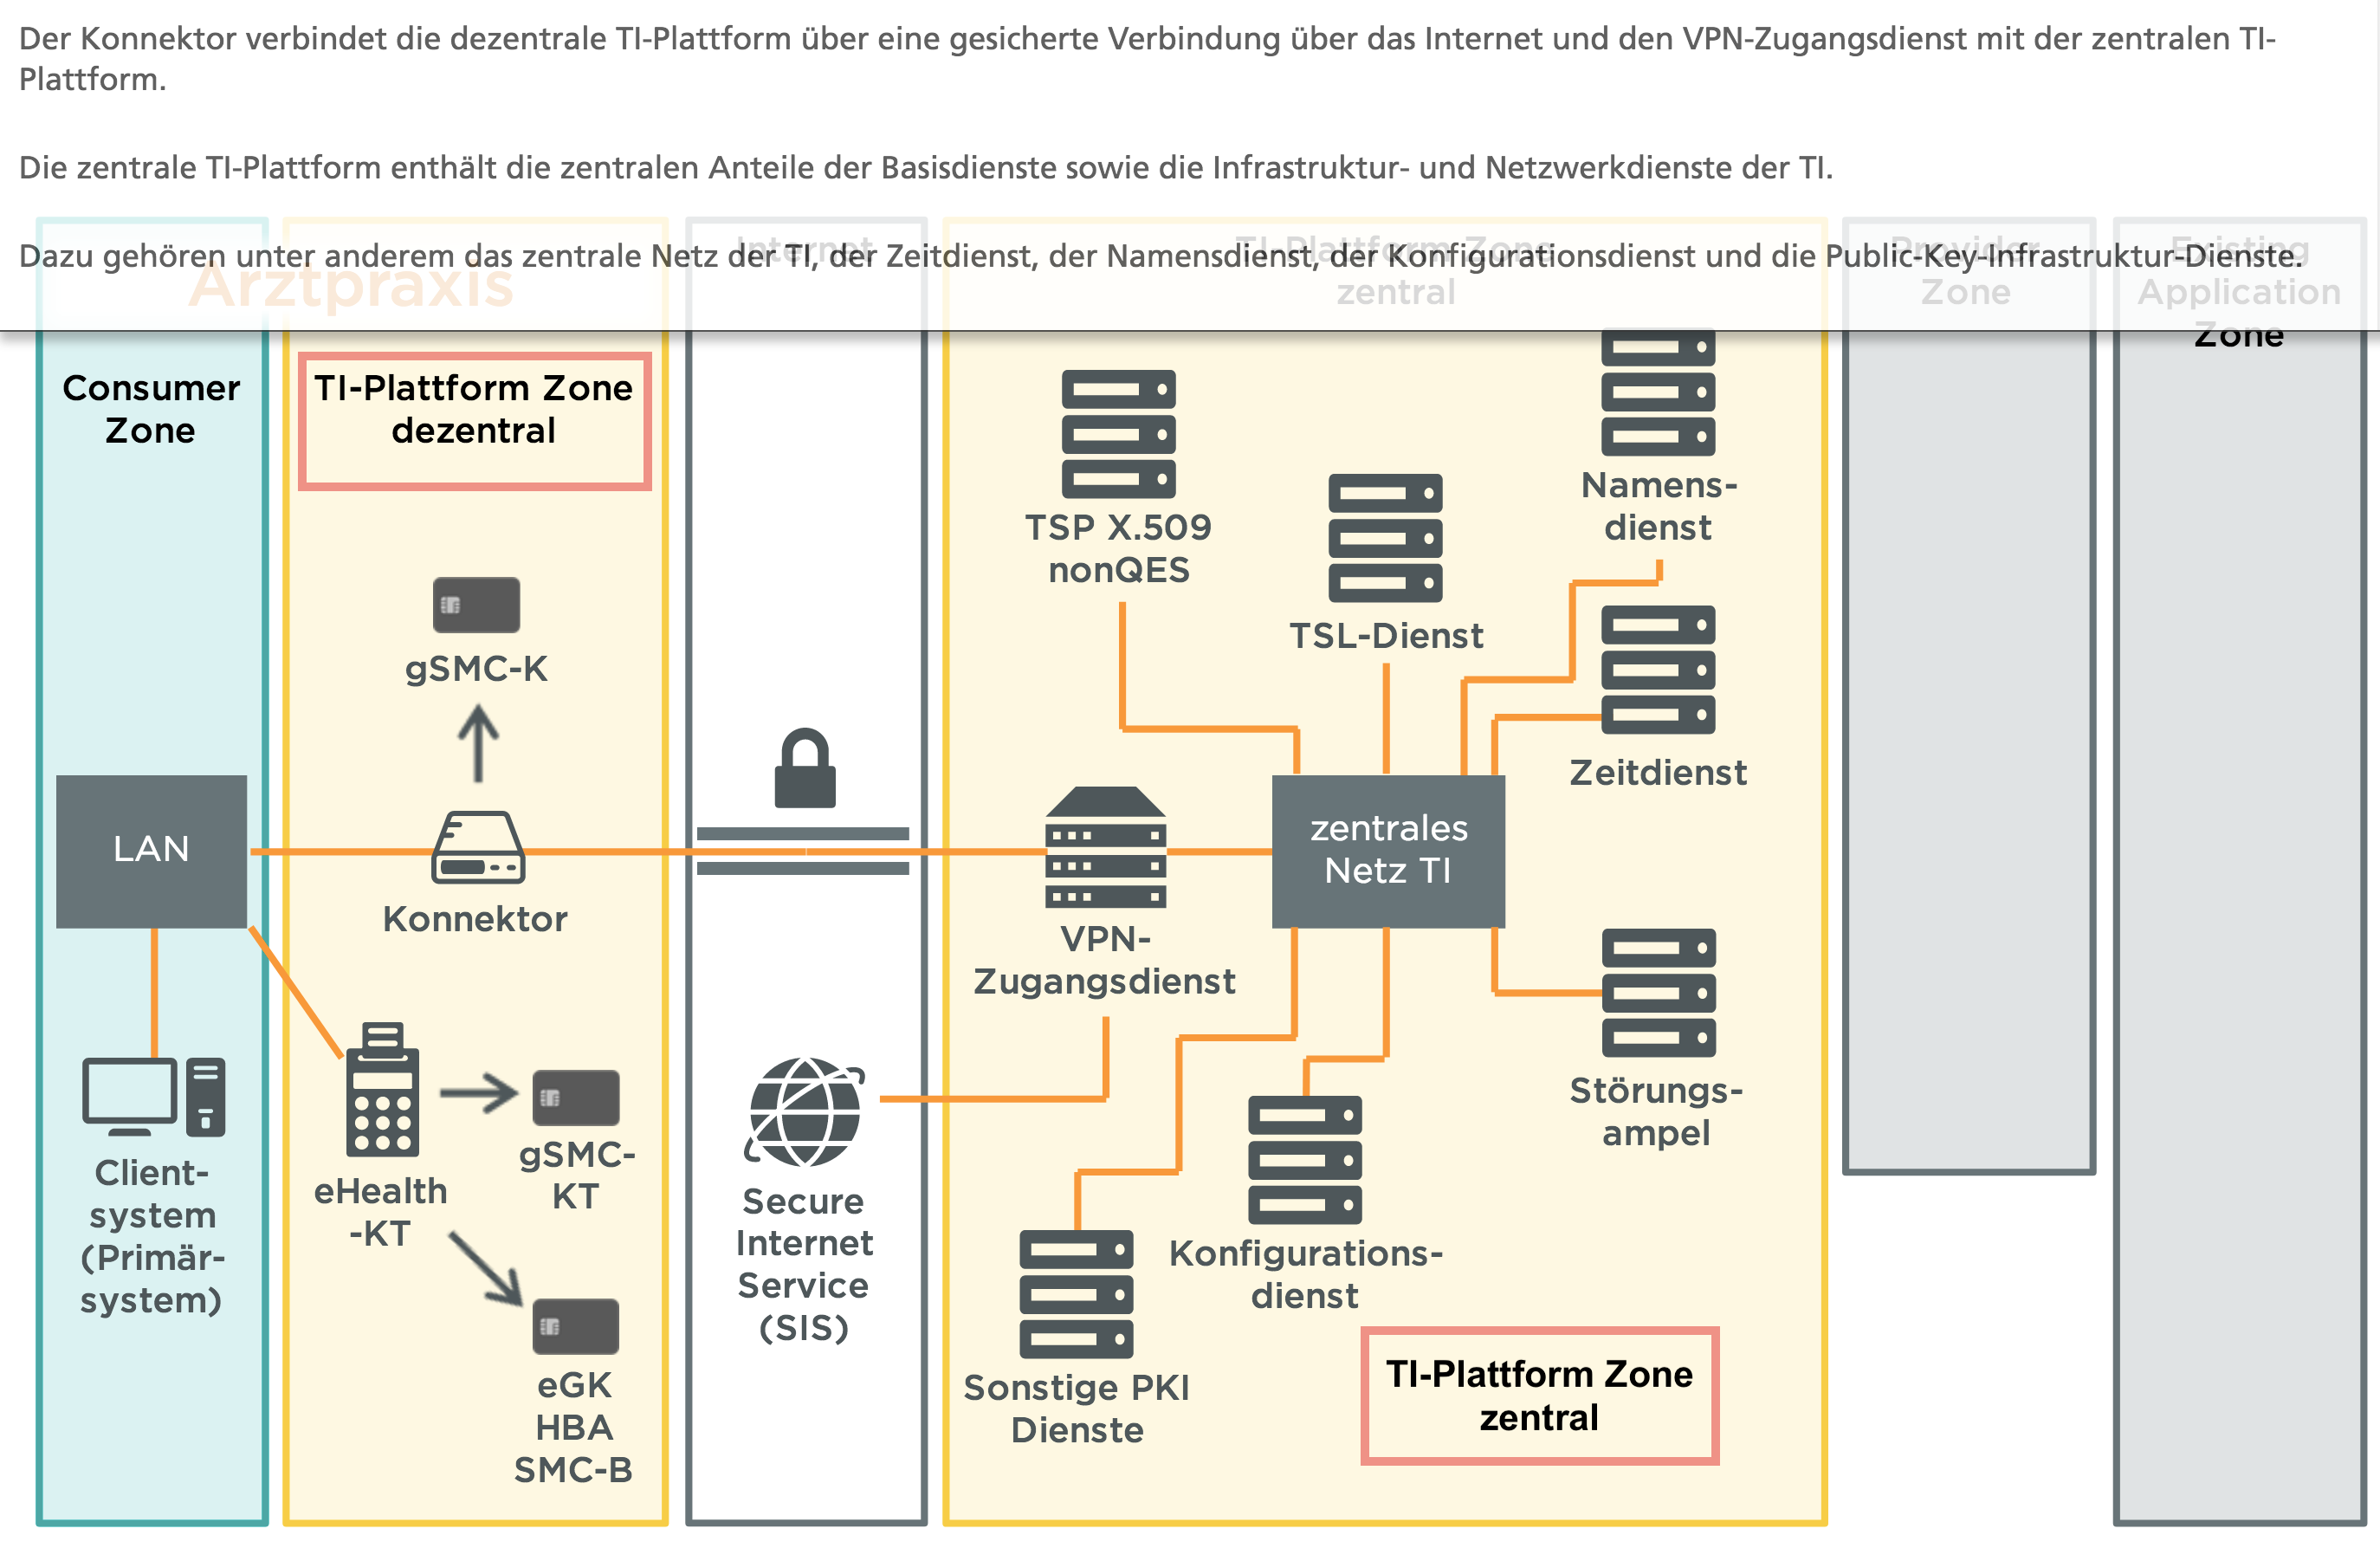 Der Konnektor verbindet die dezentrale TI-Plattform über eine gesicherte Verbindung über das Internet und den VPN-Zugangsdienst mit der zentralen TI-
Plattform.
Die zentrale TI-Plattform enthält die zentralen Anteile der Basisdienste sowie die Infrastruktur- und Netzwerkdienste der TI.
Dazu gehören unter anderem das zentrale Netz der TI, der Zeitdienst, der Namensdienst, der Konfigurationsdienst und die Public-Key-Infrastruktur-Dienste.
Arztpraxis
Internet
TI-Plattform Zone
zentral
Provider
Zone
Existing
Application
Zone
Consumer
Zone
TI-Plattform Zone
dezentral
gSMC-K
LAN
Konnektor
Client-
system
(Primär-
system)
eHealth
-KT
gSMC-
KT
eGK
HBA
SMC-B
Secure
Internet
Service
(SIS)
TSP X.509
nonQES
TSL-Dienst
Namens-
dienst
Zeitdienst
VPN-
Zugangsdienst
zentrales
Netz TI
Störungs-
ampel
Konfigurations-
dienst
Sonstige PKI
Dienste
TI-Plattform Zone
zentral